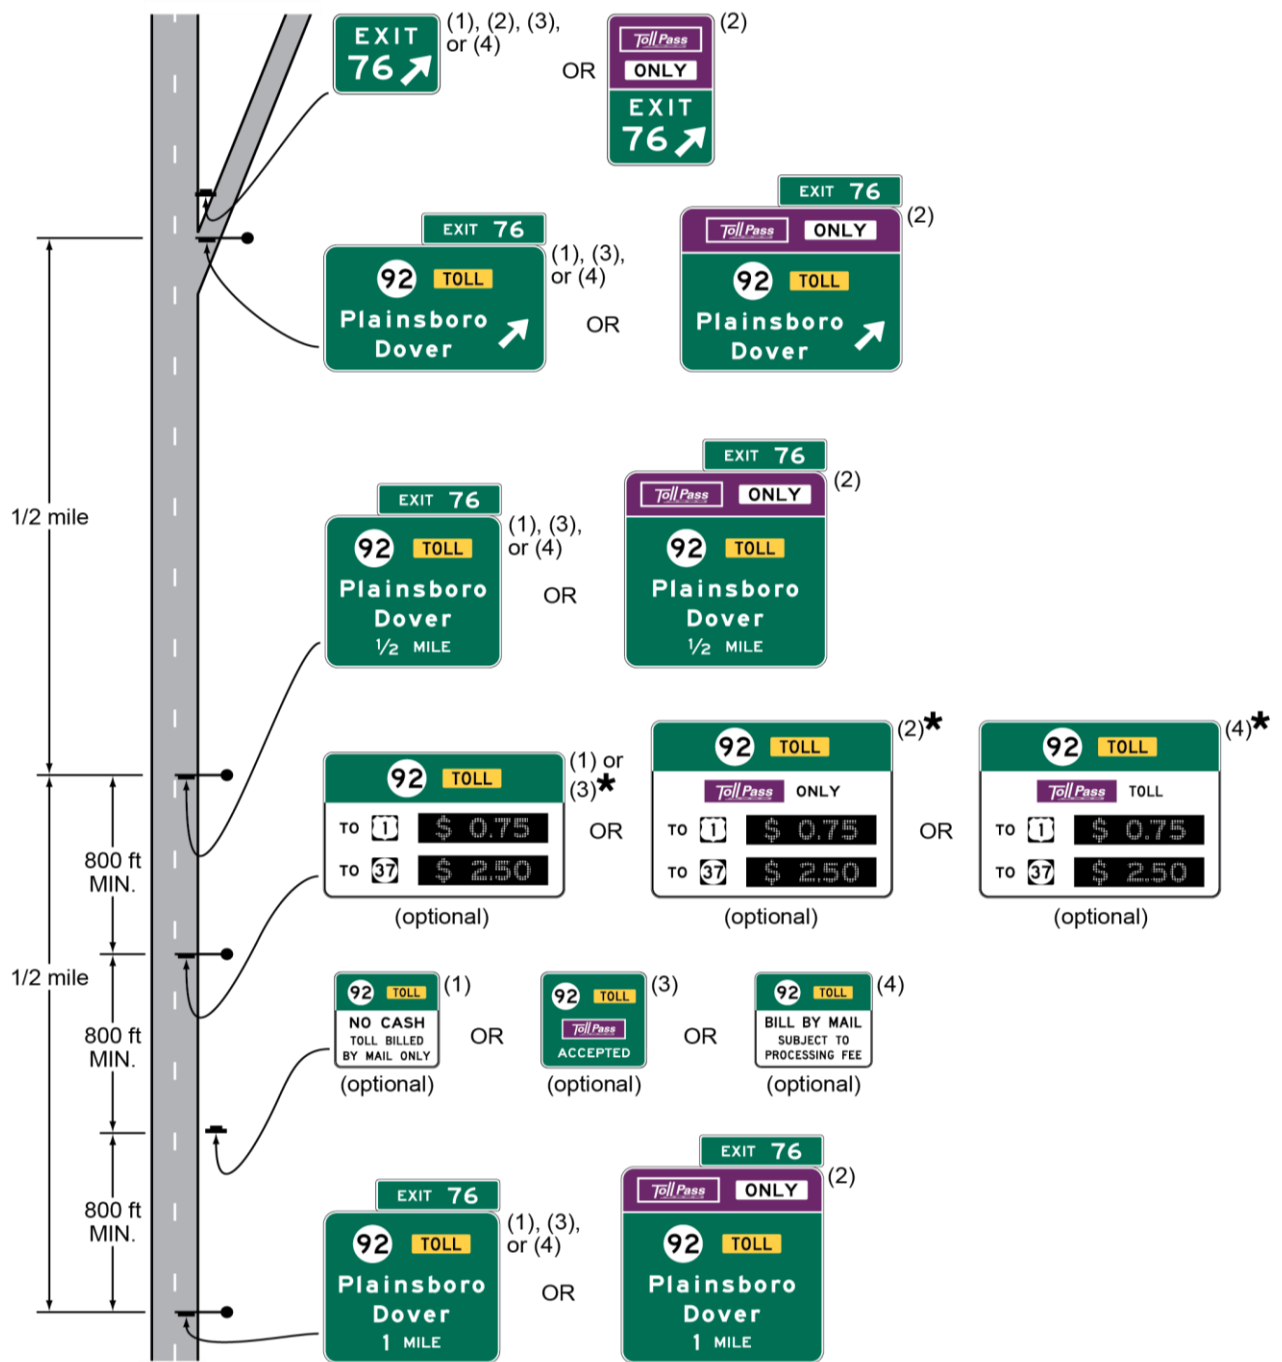 EXIT
76
(1), (2), (3),
or (4)
OR
Toll Pass
ONLY
EXIT
76
(2)
EXIT 76
92 TOLL
Plainsboro
Dover
(1), (3),
or (4)
OR
EXIT 76
Toll Pass ONLY
92 TOLL
Plainsboro
Dover
(2)
1/2 mile
EXIT 76
92 TOLL
Plainsboro
Dover
1/2 MILE
(1), (3),
or (4)
OR
EXIT 76
Toll Pass ONLY
92 TOLL
Plainsboro
Dover
1/2 MILE
(2)
92 TOLL
TO 1 $ 0.75
TO 37 $ 2.50
(optional)
(1) or
(3)*
OR
92 TOLL
Toll Pass ONLY
TO 1 $ 0.75
TO 37 $ 2.50
(optional)
(2)*
OR
92 TOLL
Toll Pass TOLL
TO 1 $ 0.75
TO 37 $ 2.50
(optional)
(4)*
800 ft
MIN.
1/2 mile
800 ft
MIN.
800 ft
MIN.
92 TOLL
NO CASH
TOLL BILLED
BY MAIL ONLY
(optional)
(1)
OR
92 TOLL
Toll Pass
ACCEPTED
(optional)
(3)
OR
92 TOLL
BILL BY MAIL
SUBJECT TO
PROCESSING FEE
(optional)
(4)
EXIT 76
92 TOLL
Plainsboro
Dover
1 MILE
(1), (3),
or (4)
OR
EXIT 76
Toll Pass ONLY
92 TOLL
Plainsboro
Dover
1 MILE
(2)